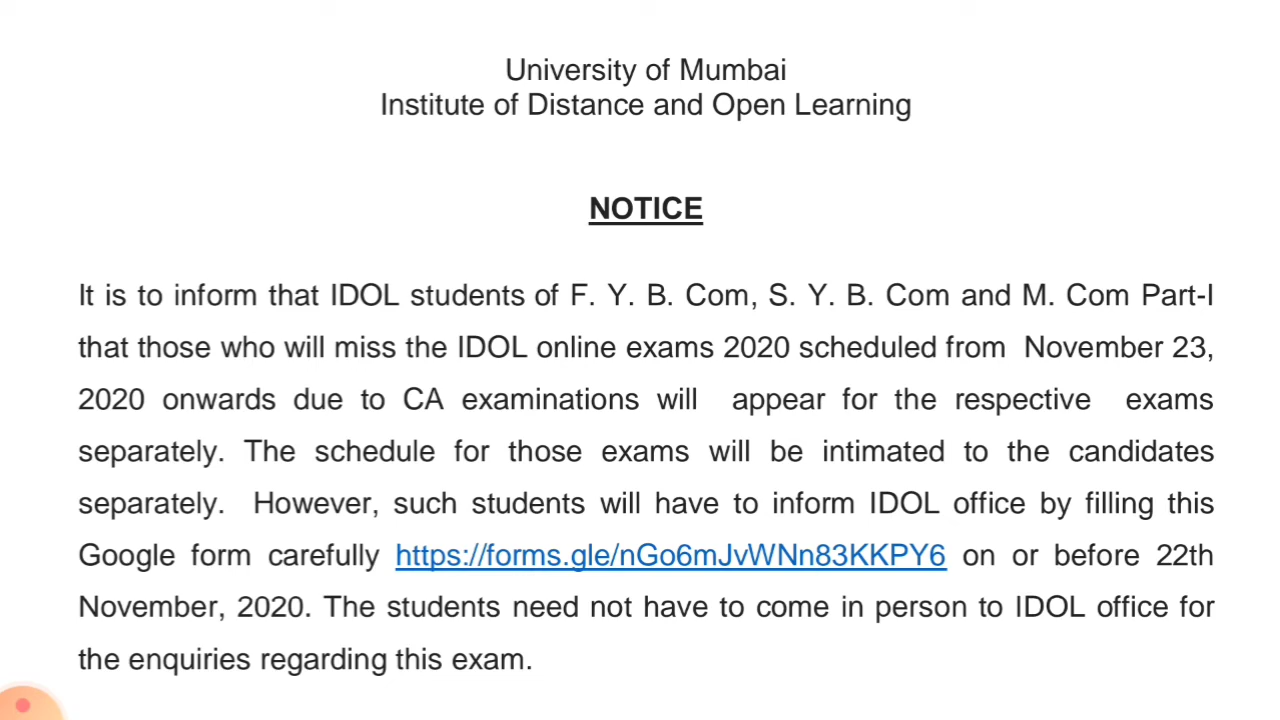 University of Mumbai
Institute of Distance and Open Learning
NOTICE
It is to inform that IDOL students of F. Y. B. Com, S. Y. B. Com and M. Com Part-I
that those who will miss the IDOL online exams 2020 scheduled from November 23,
2020 onwards due to CA examinations will appear for the respective exams
separately. The schedule for those exams will be intimated to the candidates
separately. However, such students will have to inform IDOL office by filling this
Google form carefully https://forms.gle/nGo6mJvWNn83KKPY6 on or before 22th
November, 2020. The students need not have to come in person to IDOL office for
the enquiries regarding this exam.